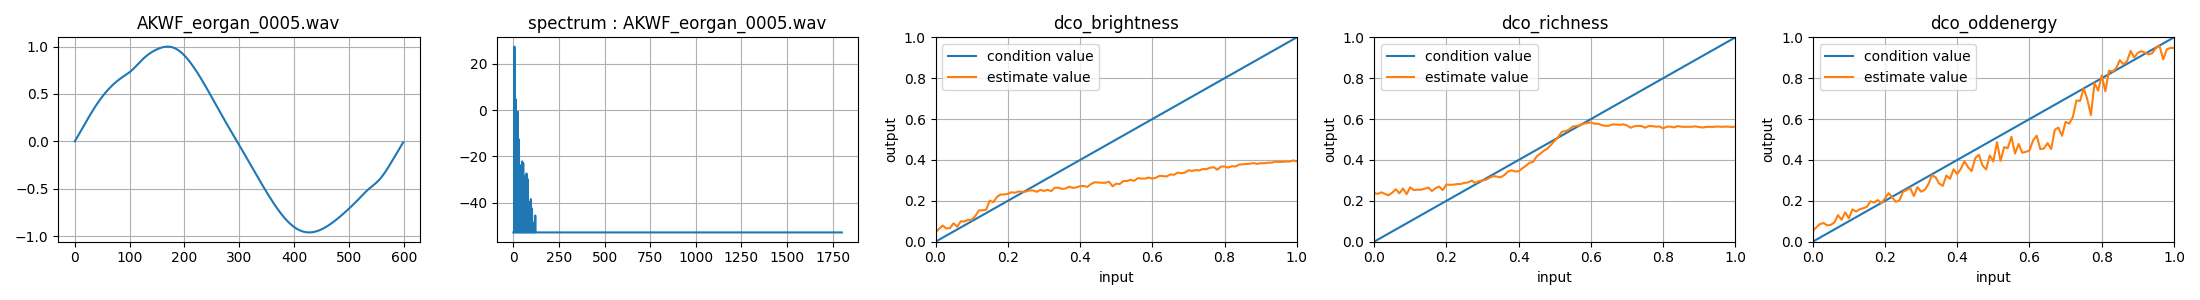 AKWF_eorgan_0005.wav
1.0
0.5
0.0
−0.5
−1.0
0 100 200 300 400 500 600
spectrum : AKWF_eorgan_0005.wav
20
0
−20
−40
0 250 500 750 1000 1250 1500 1750
dco_brightness
condition value
estimate value
output
1.0
0.8
0.6
0.4
0.2
0.0
0.0 0.2 0.4 0.6 0.8 1.0
input
dco_richness
condition value
estimate value
output
1.0
0.8
0.6
0.4
0.2
0.0
0.0 0.2 0.4 0.6 0.8 1.0
input
dco_oddenergy
condition value
estimate value
output
1.0
0.8
0.6
0.4
0.2
0.0
0.0 0.2 0.4 0.6 0.8 1.0
input